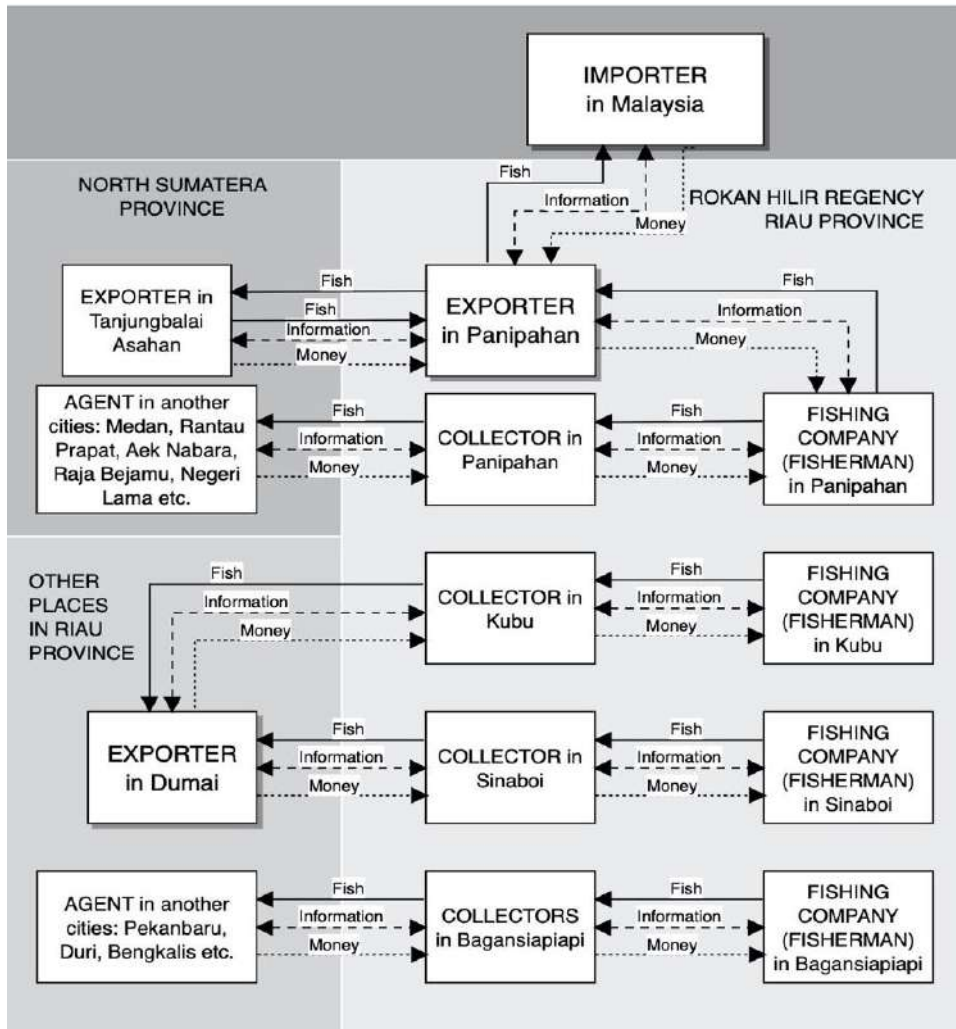 IMPORTER
in Malaysia
NORTH SUMATERA
PROVINCE
ROKAN HILIR REGENCY
RIAU PROVINCE
Fish
Information
Money
EXPORTER in
Tanjungbalai
Asahan
Fish
Fish
Information
Money
EXPORTER
in Panipahan
Fish
Information
Money
AGENT in another
cities: Medan, Rantau
Prapat, Aek Nabara,
Raja Bejamu, Negeri
Lama etc.
Fish
Information
Money
COLLECTOR in
Panipahan
Fish
Information
Money
FISHING
COMPANY
(FISHERMAN)
in Panipahan
OTHER
PLACES
IN RIAU
PROVINCE
Fish
Information
Money
COLLECTOR in
Kubu
Fish
Information
Money
FISHING
COMPANY
(FISHERMAN)
in Kubu
EXPORTER
in Dumai
Fish
Information
Money
COLLECTOR in
Sinaboi
Fish
Information
Money
FISHING
COMPANY
(FISHERMAN)
in Sinaboi
AGENT in another
cities: Pekanbaru,
Duri, Bengkalis etc.
Fish
Information
Money
COLLECTORS
in Bagansiapiapi
Fish
Information
Money
FISHING
COMPANY
(FISHERMAN)
in Bagansiapiapi